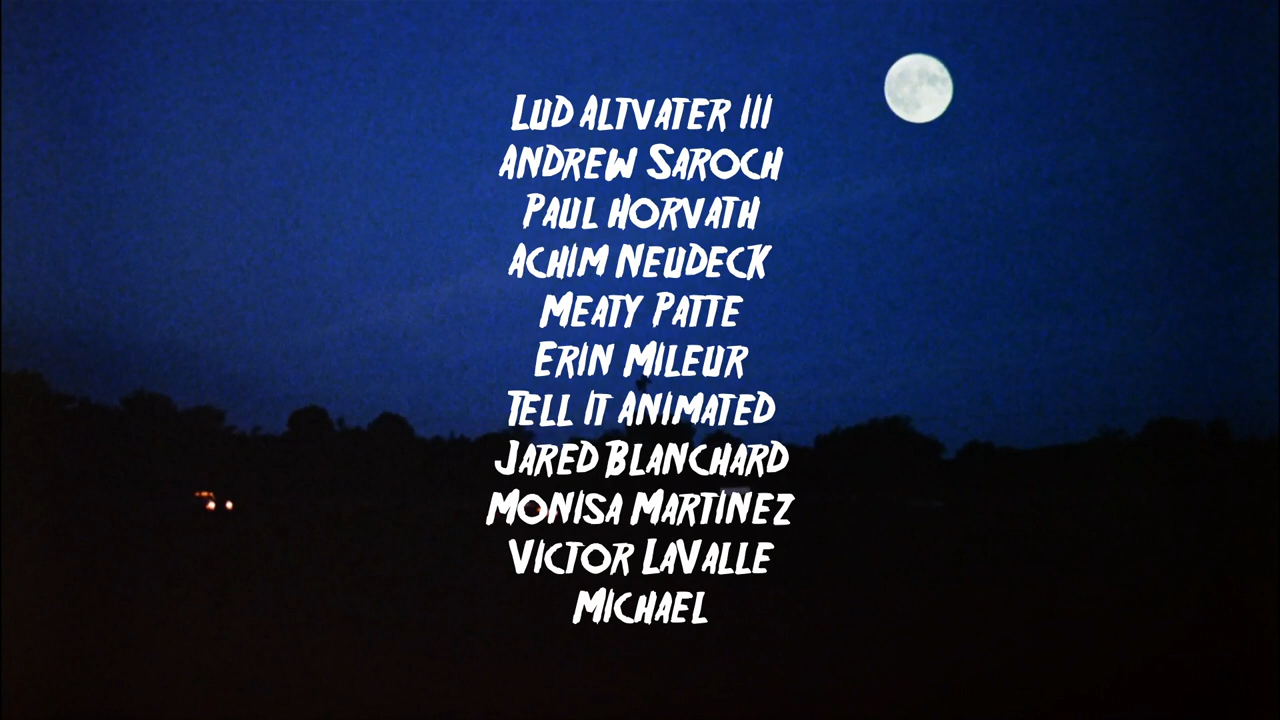 Lud Altvater III
Andrew Saroch
Paul Horvath
Achim Neudeck
Meaty Patte
Erin Mileur
Tell It Animated
Jared Blanchard
Monisa Martinez
Victor LaValle
Michael